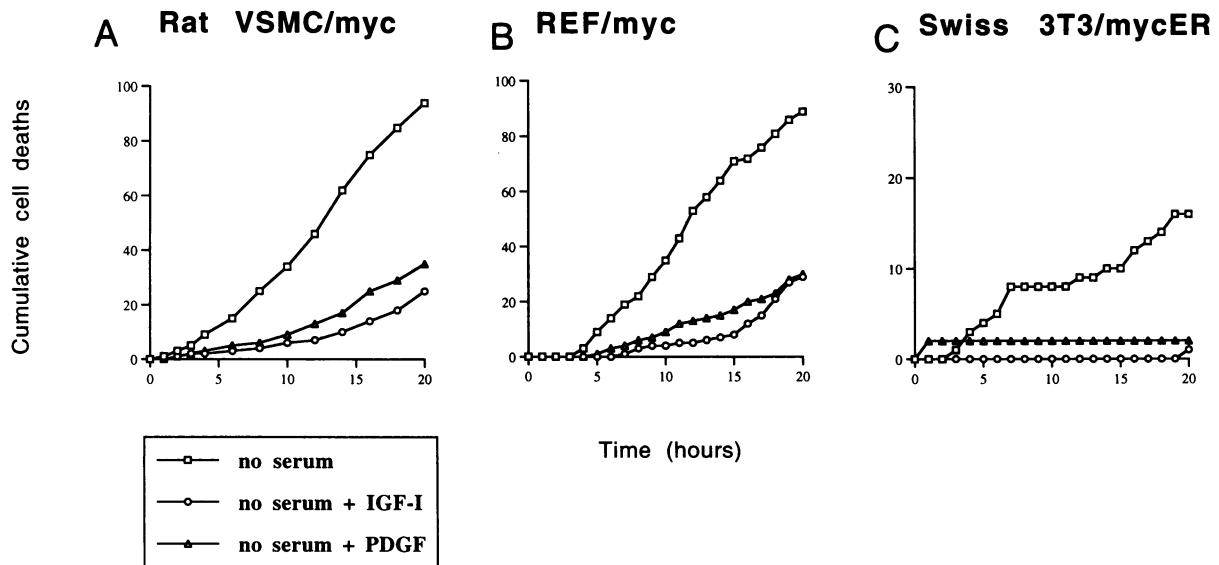 A Rat VSMC/myc
B REF/myc
C Swiss 3T3/mycER
Cumulative cell deaths
100
80
60
40
20
0
0 5 10 15 20
100
80
60
40
20
0
0 5 10 15 20
30
20
10
0
0 5 10 15 20
Time (hours)
no serum
no serum + IGF-I
no serum + PDGF